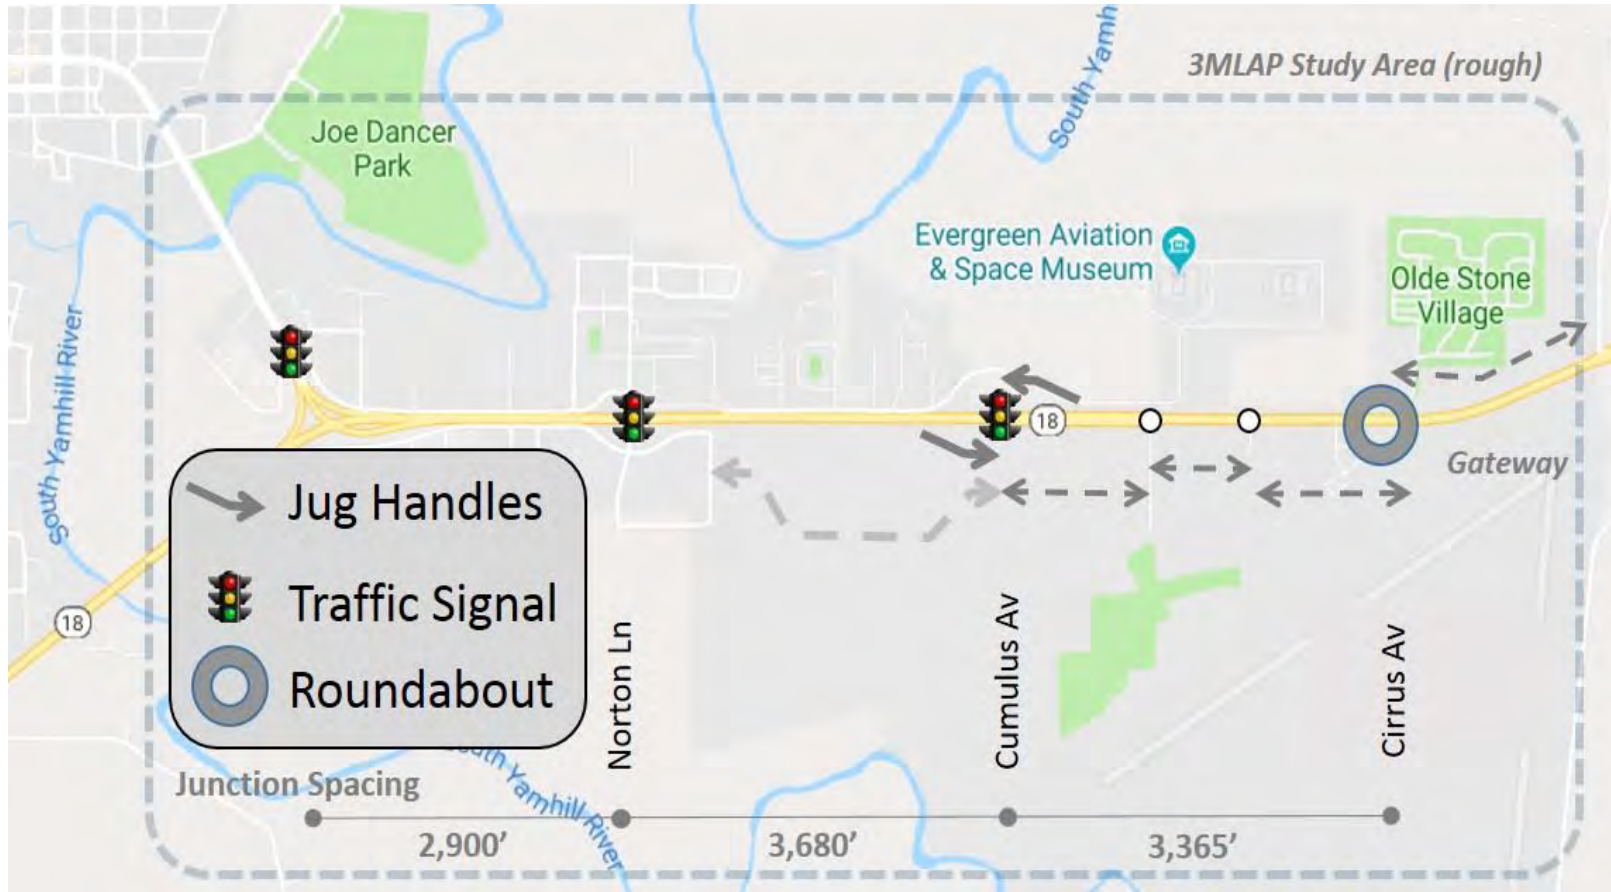 3MLAP Study Area (rough)
South Yamh
Joe Dancer
Park
Evergreen Aviation
& Space Museum
Olde Stone
Village
South Yamhill River
18
Gateway
18
Jug Handles
Traffic Signal
Roundabout
Norton Ln
Cumulus Av
Cirrus Av
South Yamhill River
Junction Spacing
2,900’
3,680’
3,365’